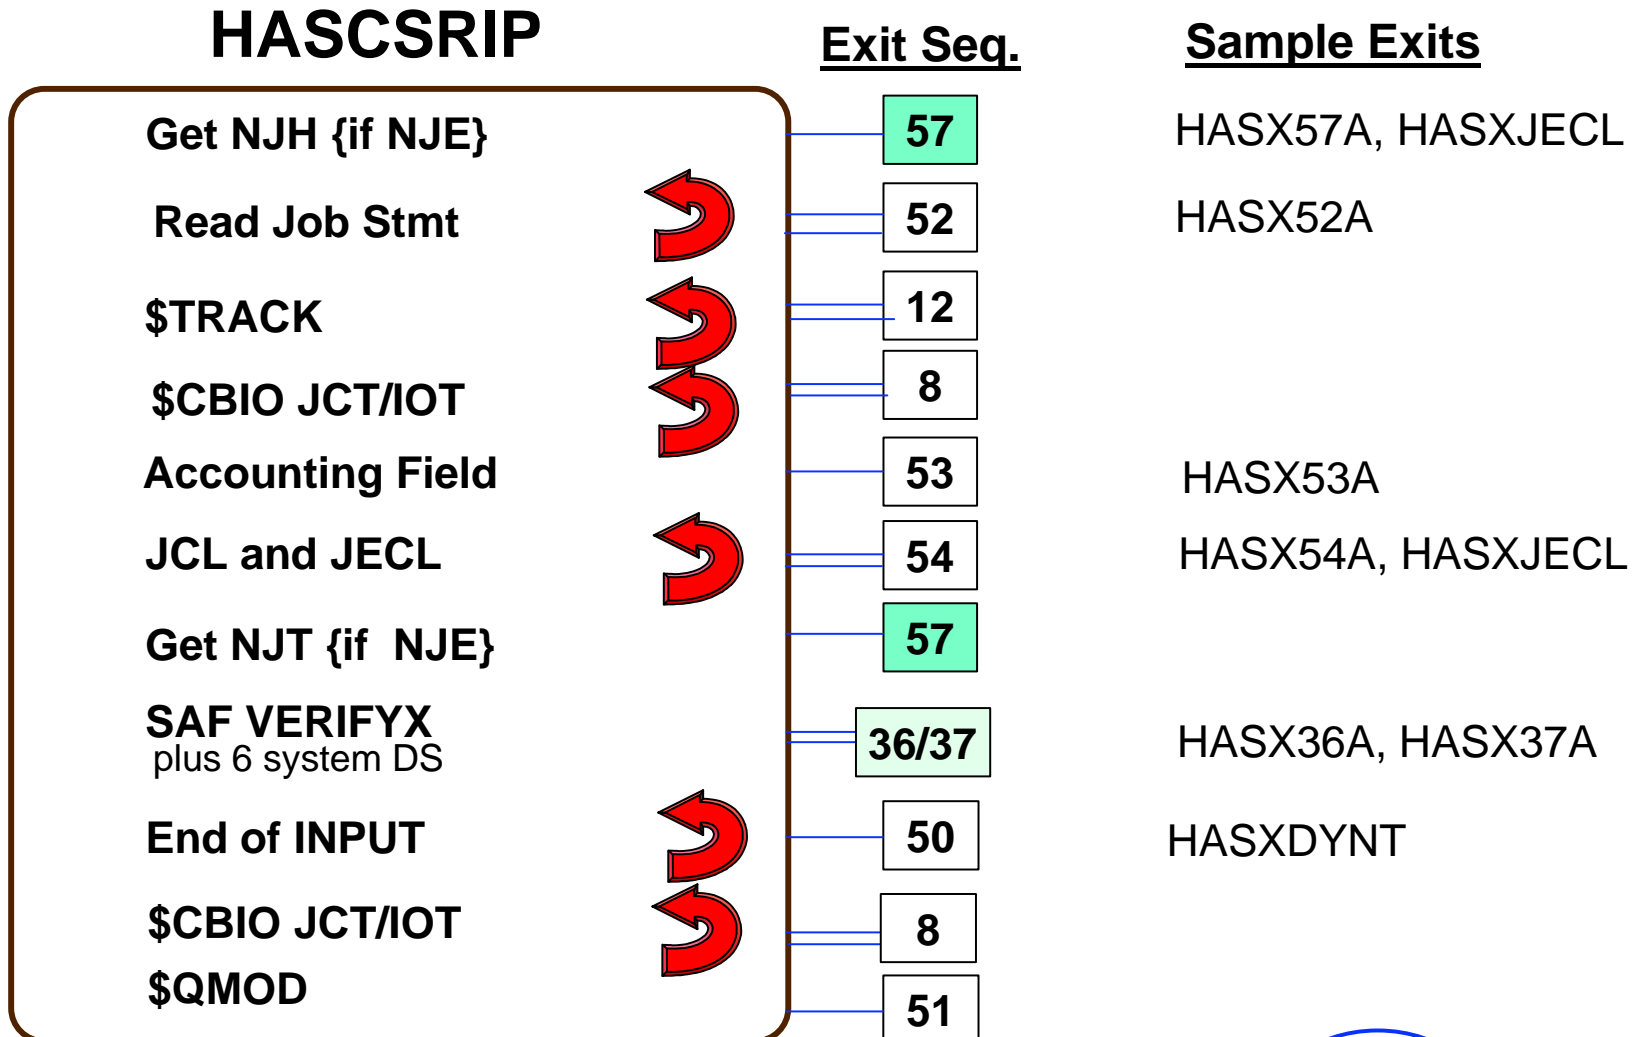 HASCSRIP Exit Seq. Sample Exits
Get NJH {if NJE} 57 HASX57A, HASXJECL
Read Job Stmt 52 HASX52A
$TRACK 12
$CBIO JCT/IOT 8
Accounting Field 53 HASX53A
JCL and JECL 54 HASX54A, HASXJECL
Get NJT {if NJE} 57
SAF VERIFYX 36/37 HASX36A, HASX37A
plus 6 system DS
End of INPUT 50 HASXDYNT
$CBIO JCT/IOT 8
$QMOD 51